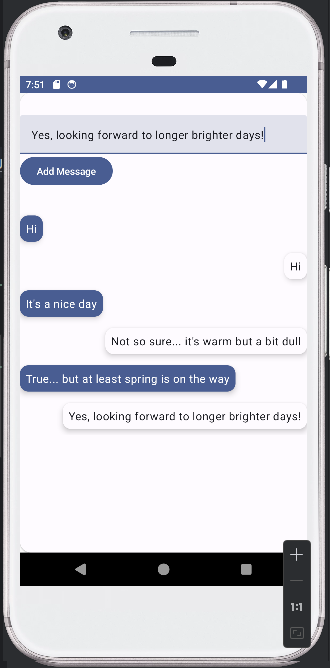 7:51
Yes, looking forward to longer brighter days!
Add Message
Hi
Hi
It's a nice day
Not so sure... it's warm but a bit dull
True... but at least spring is on the way
Yes, looking forward to longer brighter days!
1:1